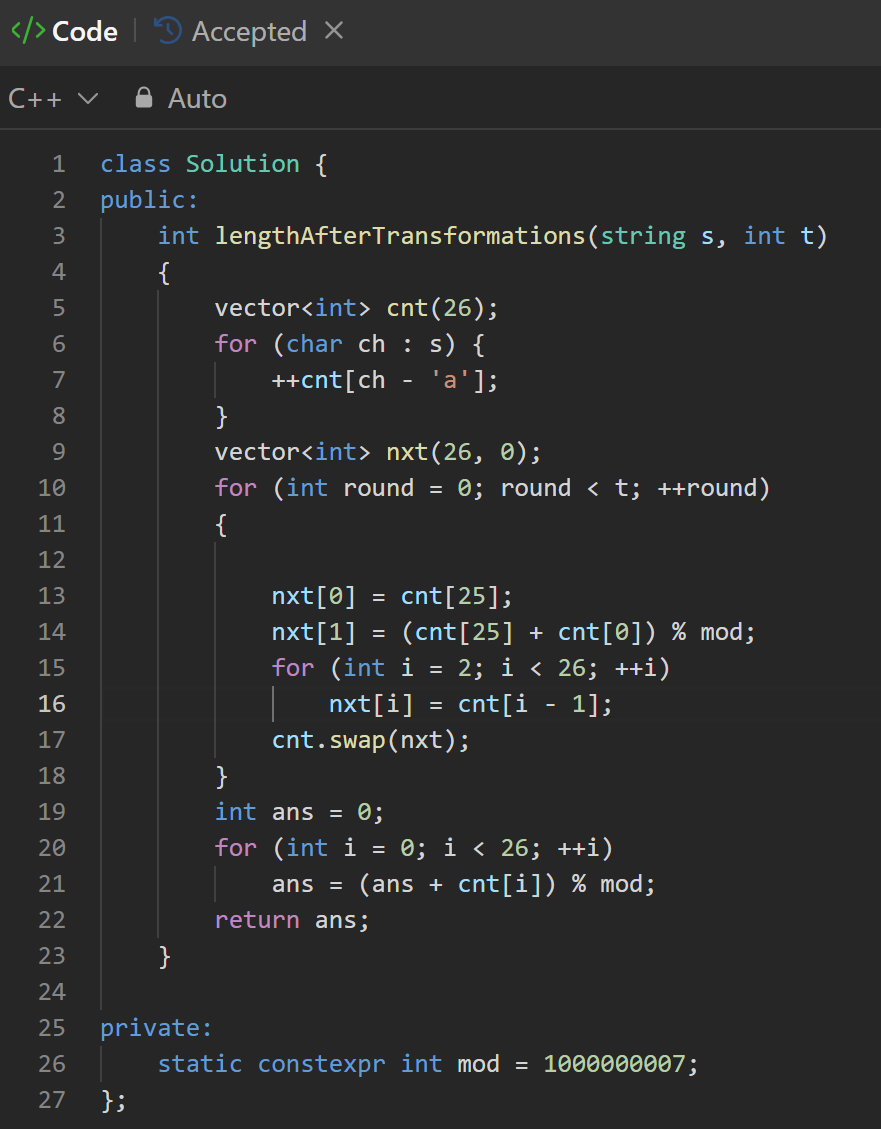 </> Code | Accepted ×
C++ Auto
1 class Solution {
2 public:
3     int lengthAfterTransformations(string s, int t)
4     {
5         vector<int> cnt(26);
6         for (char ch : s) {
7             ++cnt[ch - 'a'];
8         }
9         vector<int> nxt(26, 0);
10         for (int round = 0; round < t; ++round)
11         {
12
13             nxt[0] = cnt[25];
14             nxt[1] = (cnt[25] + cnt[0]) % mod;
15             for (int i = 2; i < 26; ++i)
16                 nxt[i] = cnt[i - 1];
17             cnt.swap(nxt);
18         }
19         int ans = 0;
20         for (int i = 0; i < 26; ++i)
21             ans = (ans + cnt[i]) % mod;
22         return ans;
23     }
24
25 private:
26     static constexpr int mod = 1000000007;
27 };